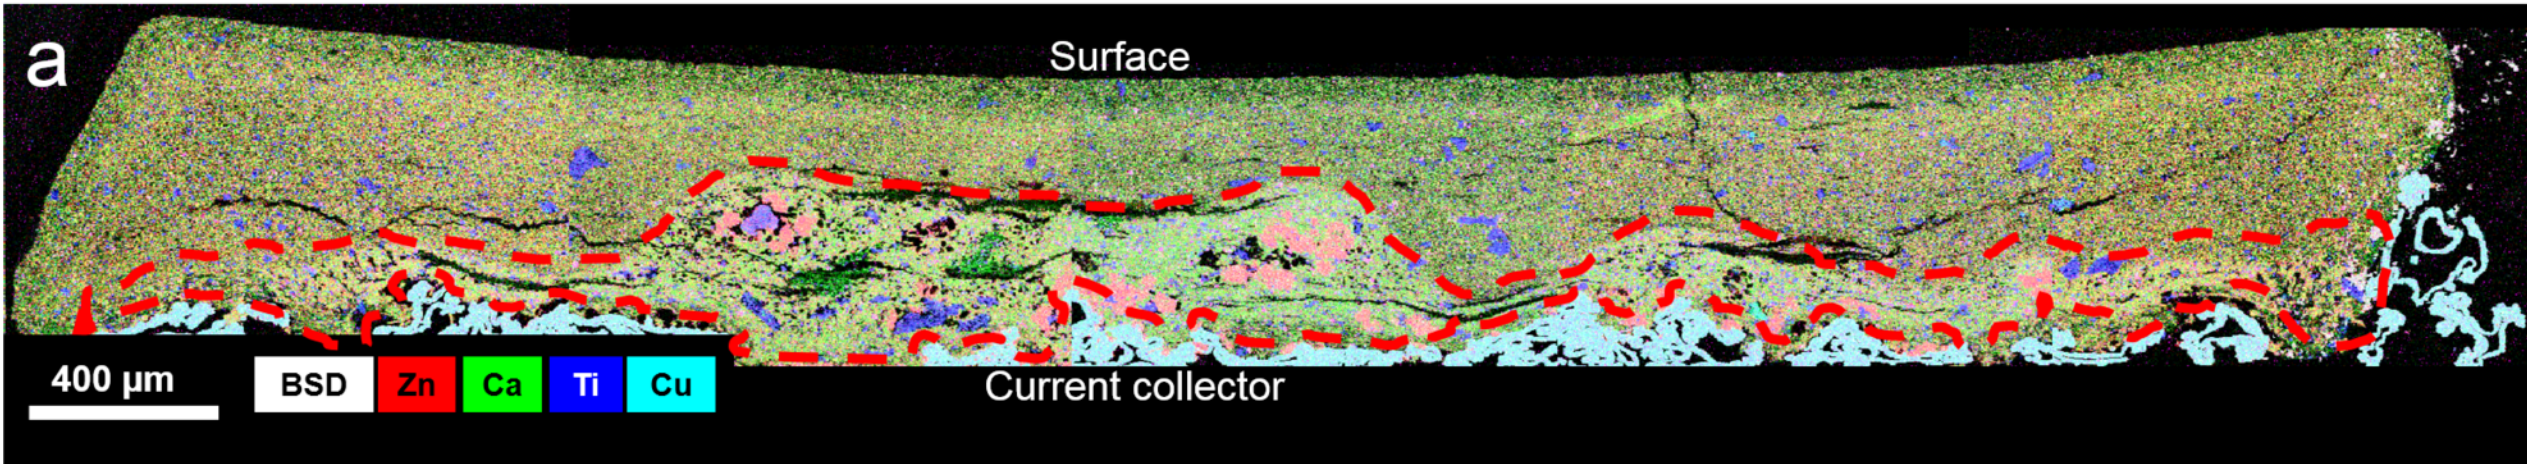 a
Surface
400 µm
BSD Zn Ca Ti Cu
Current collector